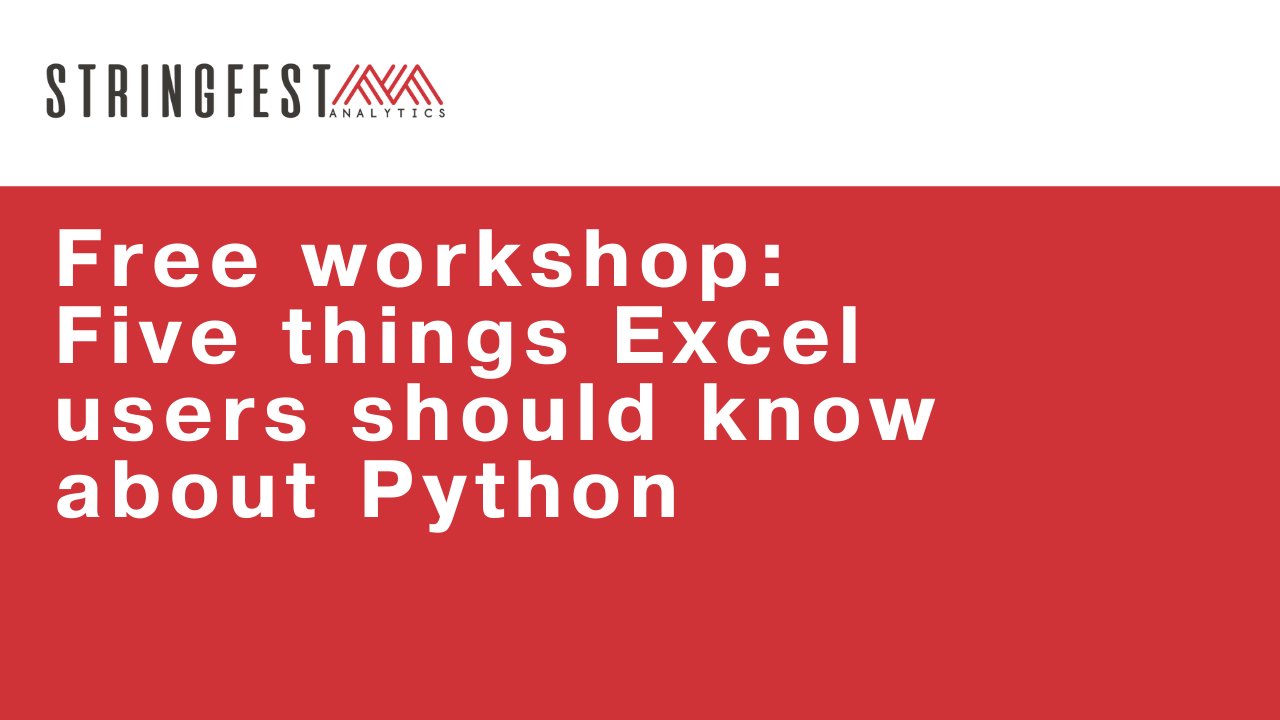 STRINGFEST
ANALYTICS
Free workshop:
Five things Excel
users should know
about Python